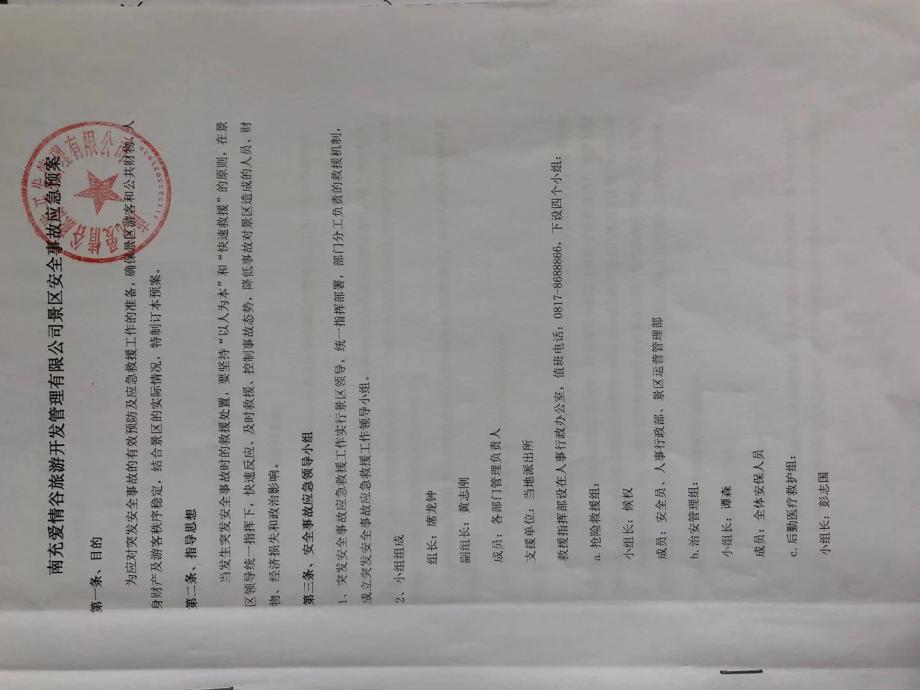 南充爱情谷旅游开发管理有限公司景区安全事故应急预案
第一条、目的
为应对突发安全事故的有效预防及应急救援工作的准备，确保景区游客和公共财物、人
身财产及游客秩序稳定，结合景区的实际情况，特制订本预案。
第二条、指导思想
当发生突发安全事故时的救援处置，要坚持“以人为本”和“快速救援”的原则，在景
区领导统一指挥下，快速反应、及时救援、控制事故态势，降低事故对景区造成的人员、财
物、经济损失和政治影响。
第三条、安全事故应急领导小组
1、突发安全事故应急救援工作实行景区领导，统一指挥部署，部门分工负责的救援机制，
成立突发安全事故应急救援工作领导小组。
2、小组组成
组长：席龙钟
副组长：黄志刚
成员：各部门管理负责人
支援单位：当地派出所
救援指挥部设在人事行政办公室，值班电话：0817-8688866，下设四个小组：
a. 抢险救援组：
小组长：候权
成员：安全员、人事行政部、景区运营管理部
b. 治安管理组：
小组长：谭森
成员：全体安保人员
c. 后勤医疗救护组：
小组长：彭志国